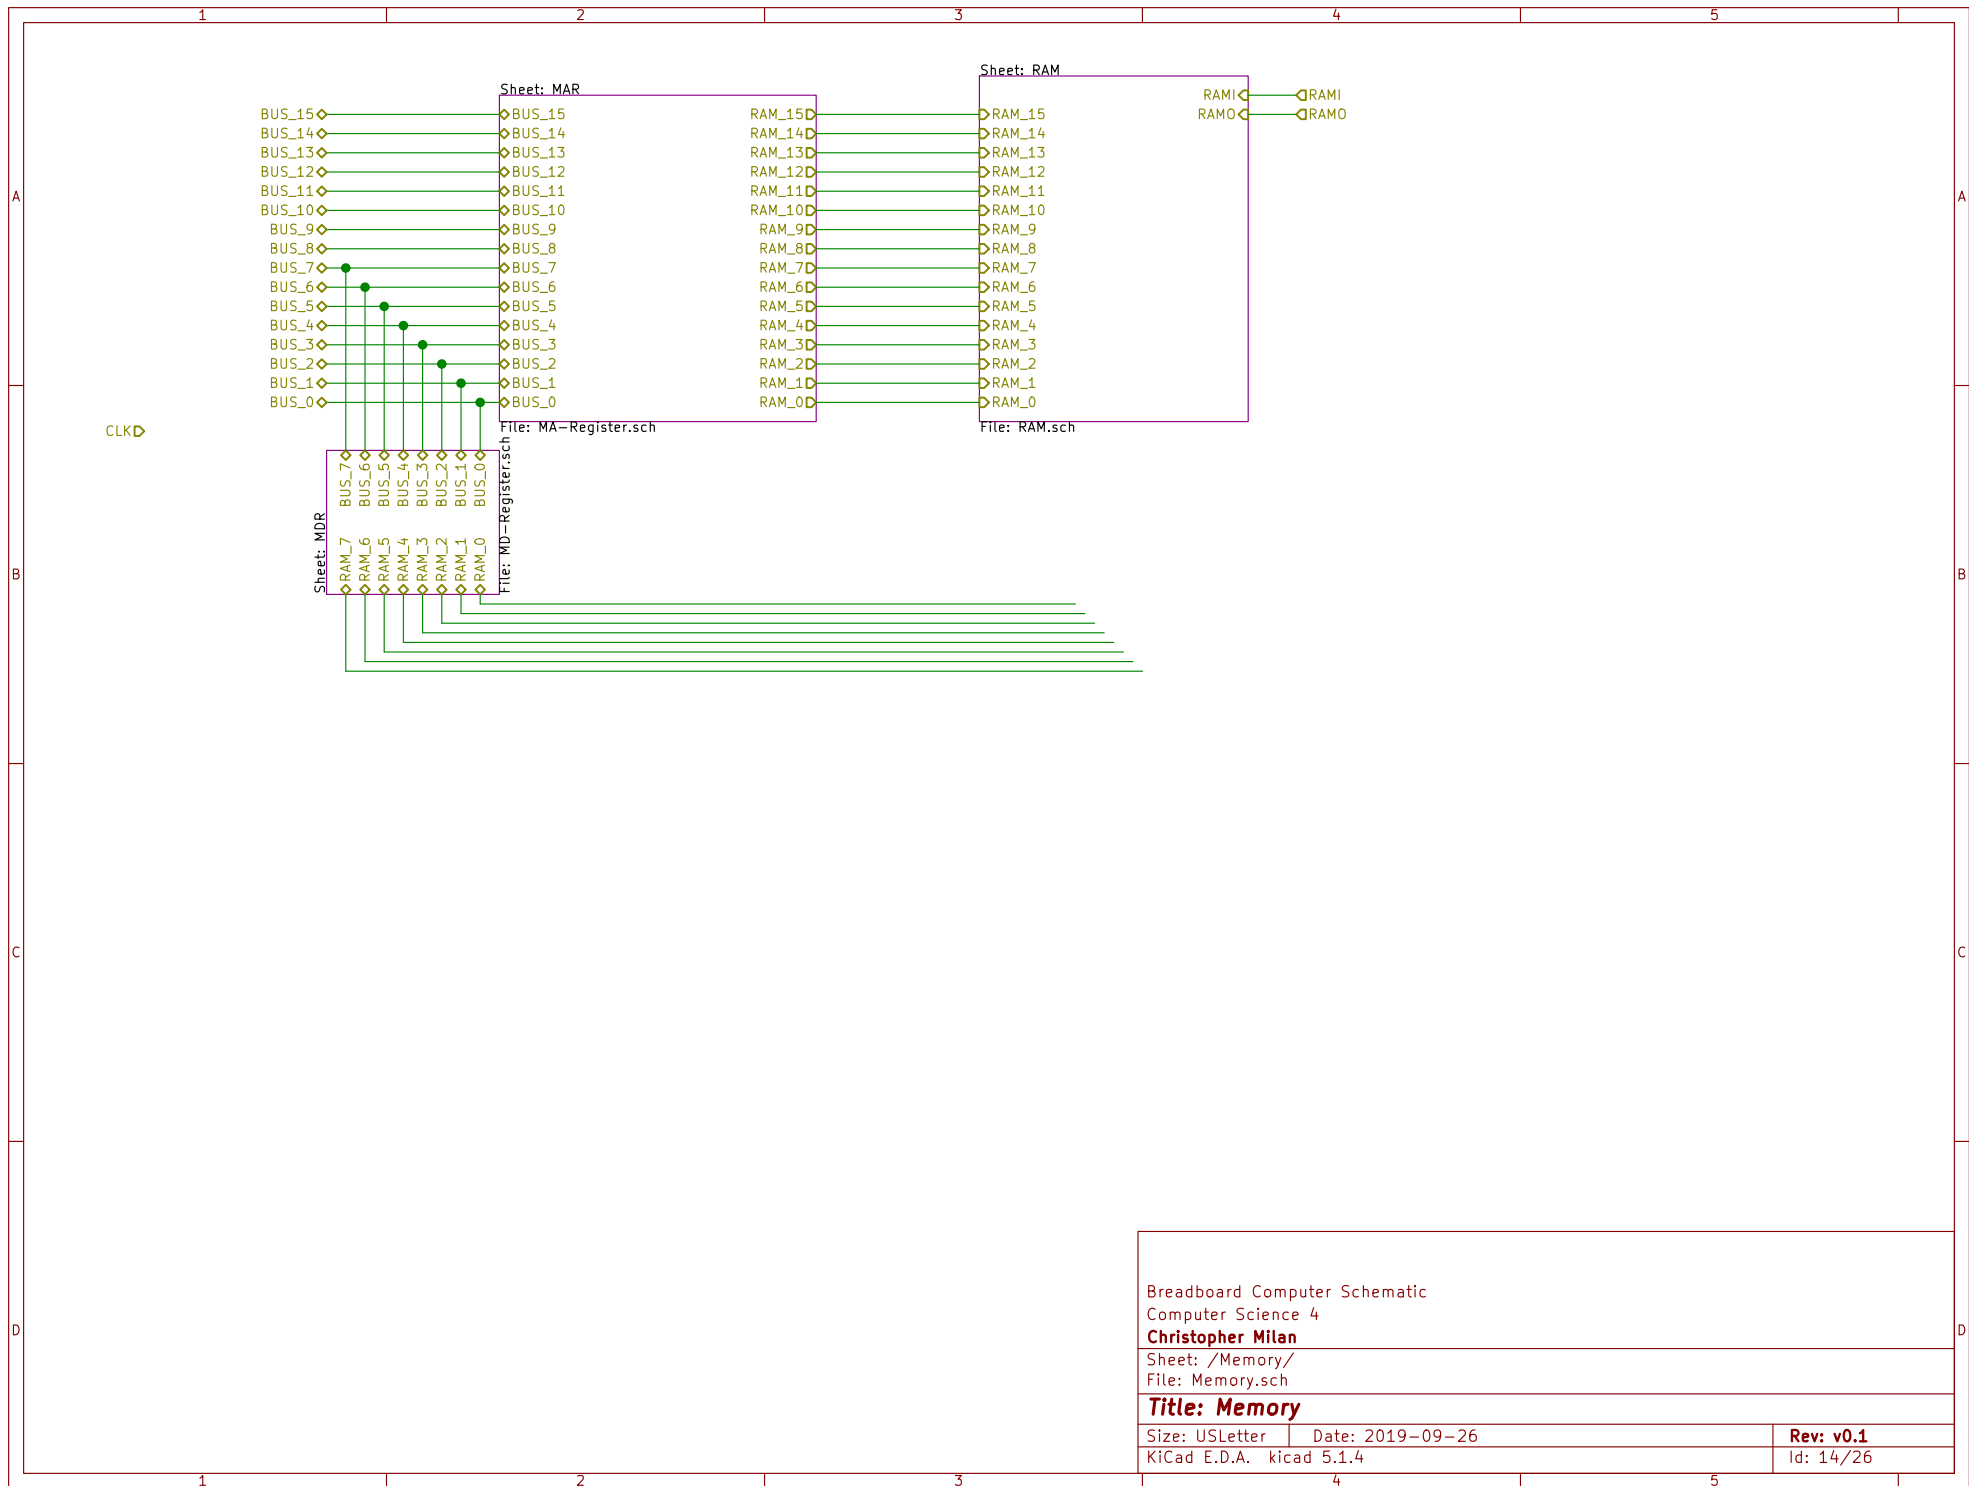 1 2 3 4 5
Sheet: RAM
Sheet: MAR
RAMI RAMI
BUS_15 BUS_15 RAM_15 RAM_15 RAMO RAMO
BUS_14 BUS_14 RAM_14 RAM_14
BUS_13 BUS_13 RAM_13 RAM_13
BUS_12 BUS_12 RAM_12 RAM_12
BUS_11 BUS_11 RAM_11 RAM_11
A A
BUS_10 BUS_10 RAM_10 RAM_10
BUS_9 BUS_9 RAM_9 RAM_9
BUS_8 BUS_8 RAM_8 RAM_8
BUS_7 BUS_7 RAM_7 RAM_7
BUS_6 BUS_6 RAM_6 RAM_6
BUS_5 BUS_5 RAM_5 RAM_5
BUS_4 BUS_4 RAM_4 RAM_4
BUS_3 BUS_3 RAM_3 RAM_3
BUS_2 BUS_2 RAM_2 RAM_2
BUS_1 BUS_1 RAM_1 RAM_1
BUS_0 BUS_0 RAM_0 RAM_0
File: MA-Register.sch File: RAM.sch
CLK
BUS_7 BUS_6 BUS_5 BUS_4 BUS_3 BUS_2 BUS_1 BUS_0
Sheet: MDR
RAM_7 RAM_6 RAM_5 RAM_4 RAM_3 RAM_2 RAM_1 RAM_0
File: MD-Register.sch
B B
C C
D D
Breadboard Computer Schematic
Computer Science 4
Christopher Milan
Sheet: /Memory/
File: Memory.sch
Title: Memory
Size: USLetter Date: 2019-09-26 Rev: v0.1
KiCad E.D.A. kicad 5.1.4 Id: 14/26
1 2 3 4 5